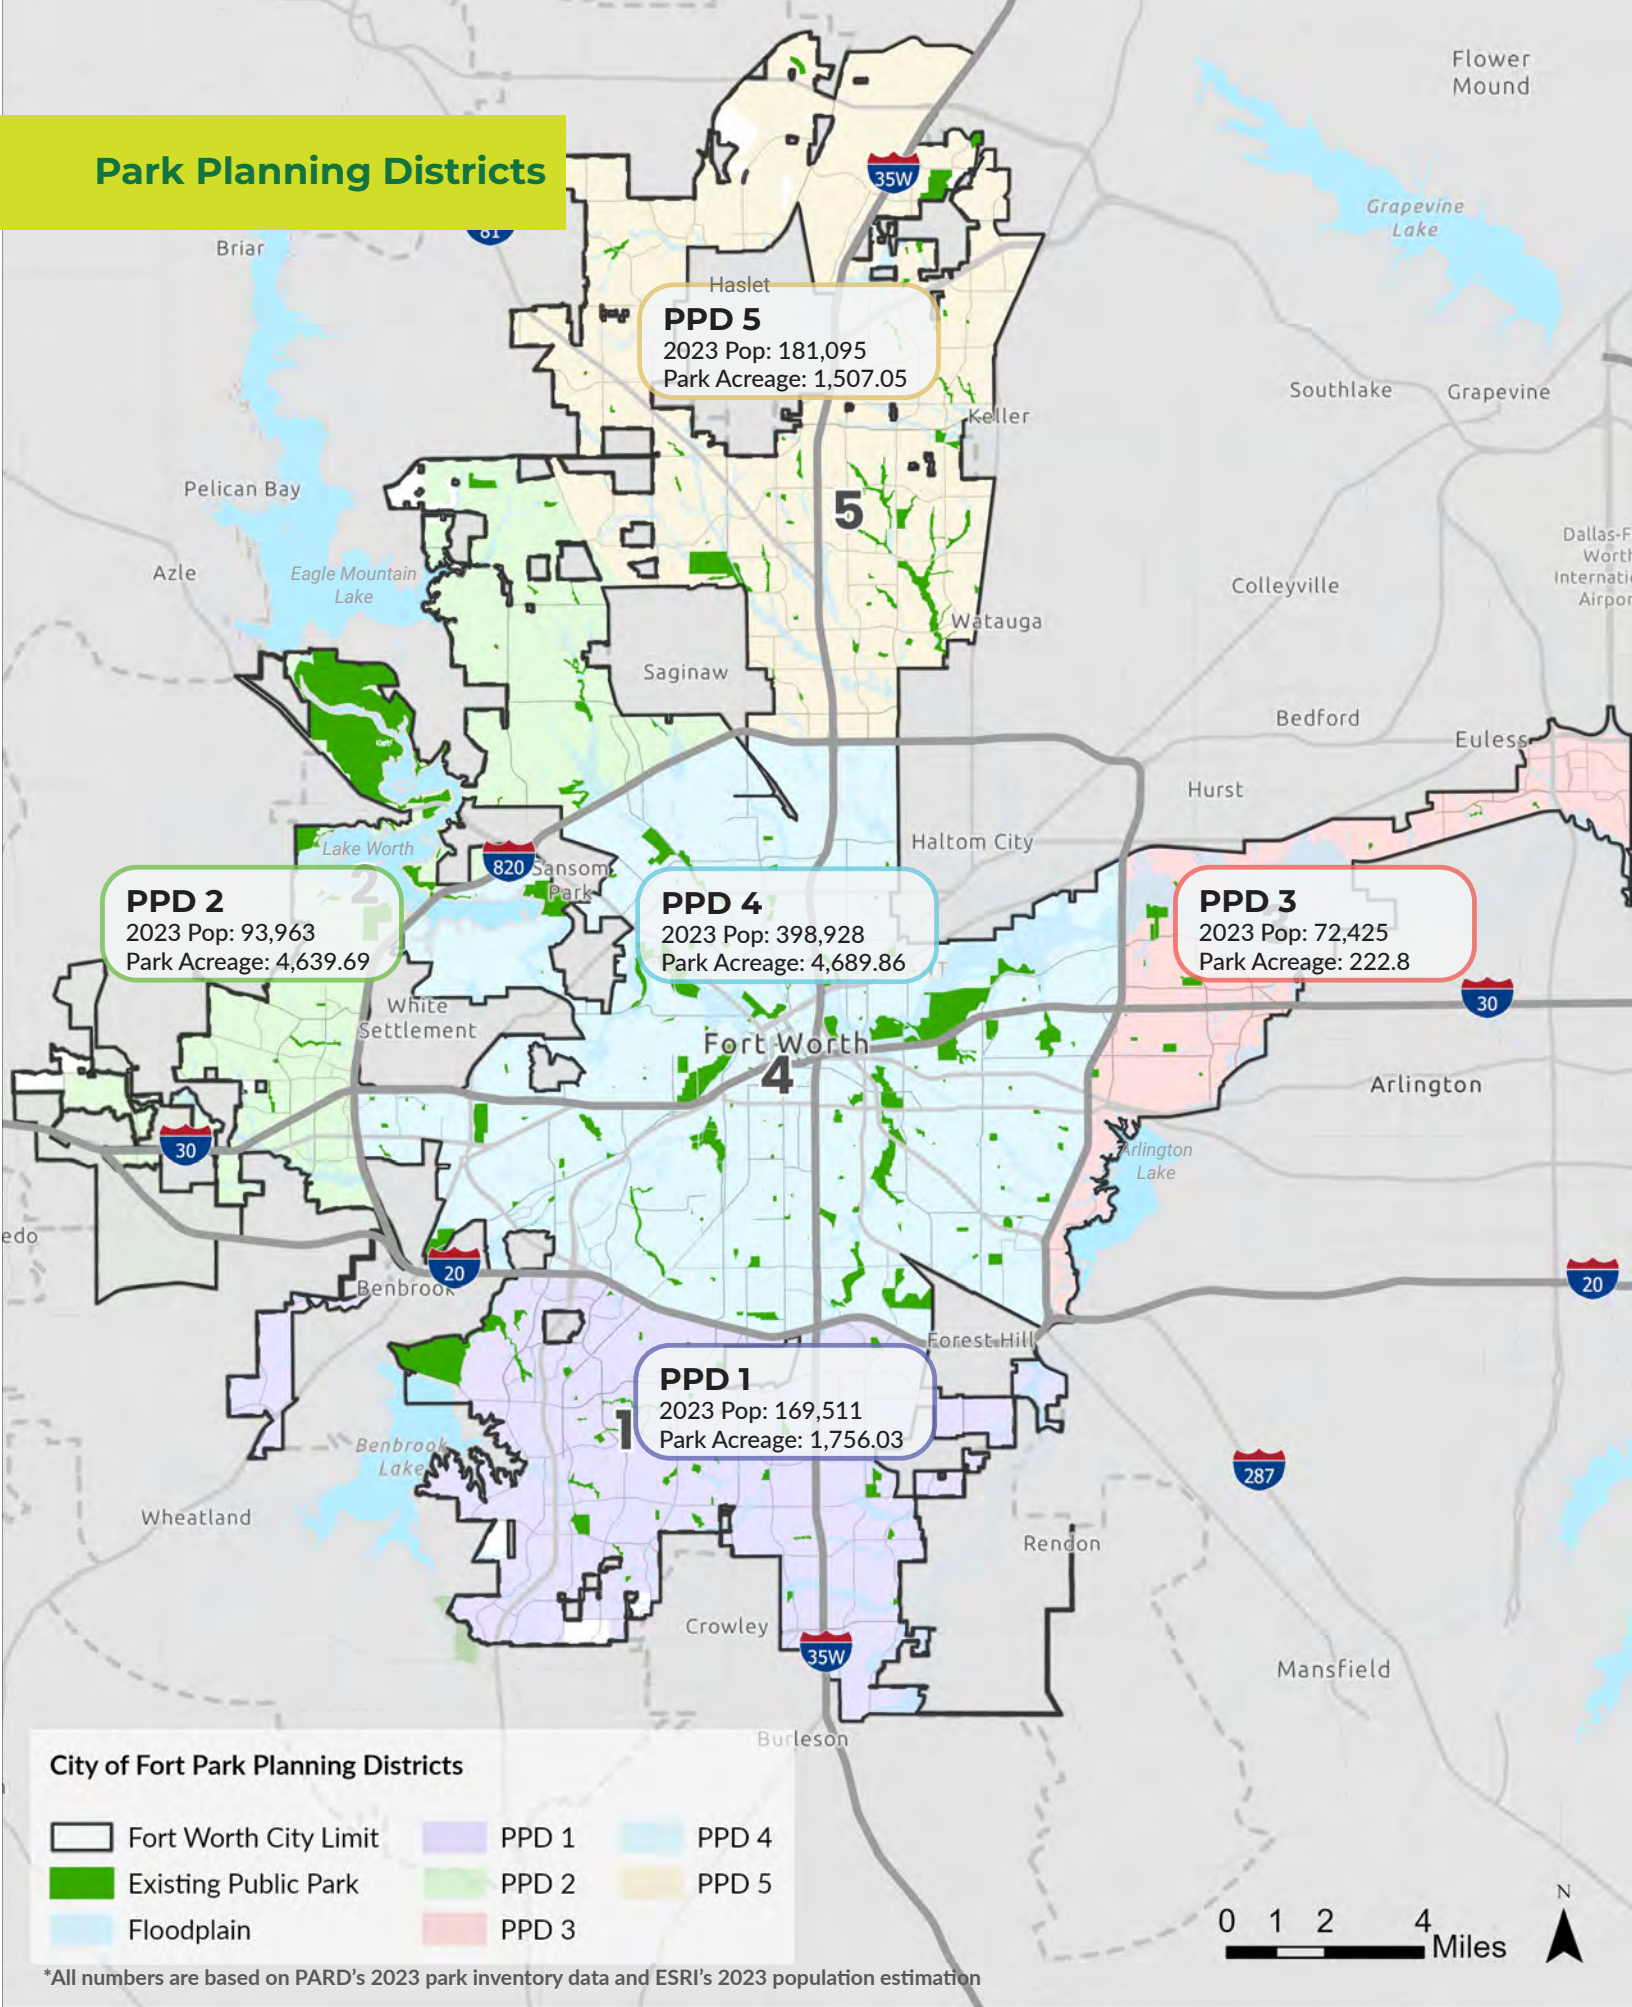 Flower
Mound
Park Planning Districts
35W
81
Briar
Grapevine
Lake
Haslet
PPD 5
2023 Pop: 181,095
Park Acreage: 1,507.05
Southlake
Grapevine
Keller
Pelican Bay
5
Azle
Eagle Mountain
Lake
Colleyville
Watauga
Saginaw
Bedford
Euless
Hurst
Haltom City
Lake Worth
820
Sansom
Park
2
PPD 2
2023 Pop: 93,963
Park Acreage: 4,639.69
PPD 4
2023 Pop: 398,928
Park Acreage: 4,689.86
PPD 3
2023 Pop: 72,425
Park Acreage: 222.8
30
White
Settlement
Fort Worth
4
Arlington
30
Arlington
Lake
edo
20
20
Benbrook
Forest Hill
PPD 1
2023 Pop: 169,511
Park Acreage: 1,756.03
1
Benbrook
Lake
287
Wheatland
Rendon
Crowley
35W
Mansfield
Burleson
City of Fort Park Planning Districts
Fort Worth City Limit
Existing Public Park
Floodplain
PPD 1
PPD 2
PPD 3
PPD 4
PPD 5
N
0 1 2 4
Miles
*All numbers are based on PARD's 2023 park inventory data and ESRI's 2023 population estimation